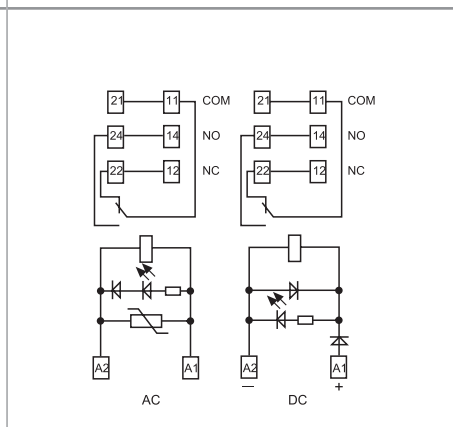 21 11 COM 21 11 COM
24 14 NO 24 14 NO
22 12 NC 22 12 NC
A2 A1 A2 A1
— +
AC DC